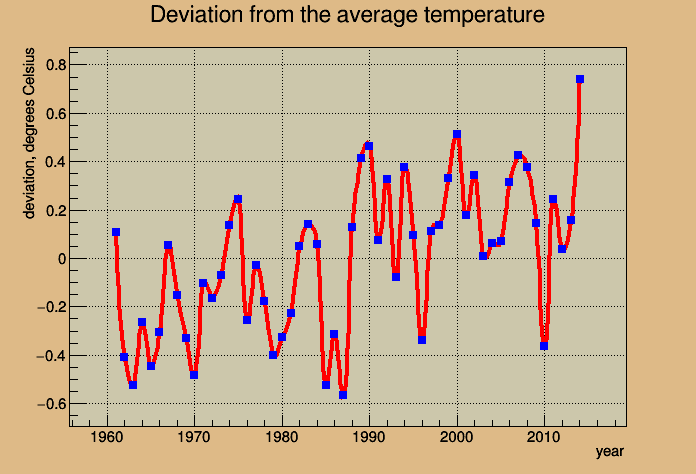 Deviation from the average temperature
deviation, degrees Celsius
0.8
0.6
0.4
0.2
0
−0.2
−0.4
−0.6
1960 1970 1980 1990 2000 2010
year